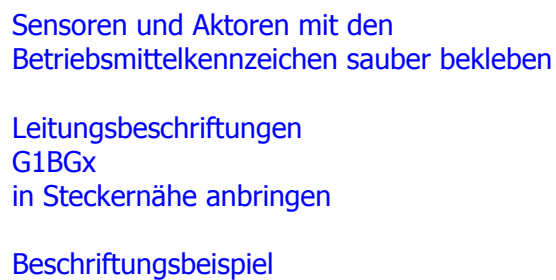 Sensoren und Aktoren mit den
Betriebsmittelkennzeichen sauber bekleben
Leitungsbeschriftungen
G1BGx
in Steckernähe anbringen
Beschriftungsbeispiel